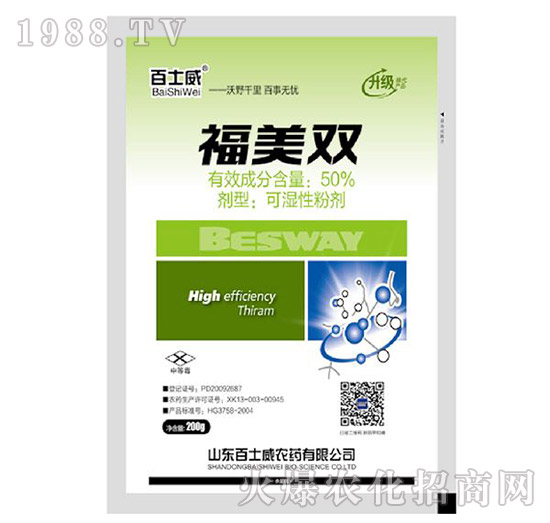 1988.TV
百士威®
BaiShiWei
——沃野千里 百事无忧
升级
福美双
有效成分含量：50%
剂型：可湿性粉剂
BESWAY
High efficiency
Thiram
中等毒
■登记证号：PD20092687
■农药生产许可证号：XK13-003-00945
■产品标准号：HG3758-2004
净含量：200g
山东百士威农药有限公司
SHANDONGBAISHIWEI BIO-SCIENCE CO.LTD
火爆农化招商网